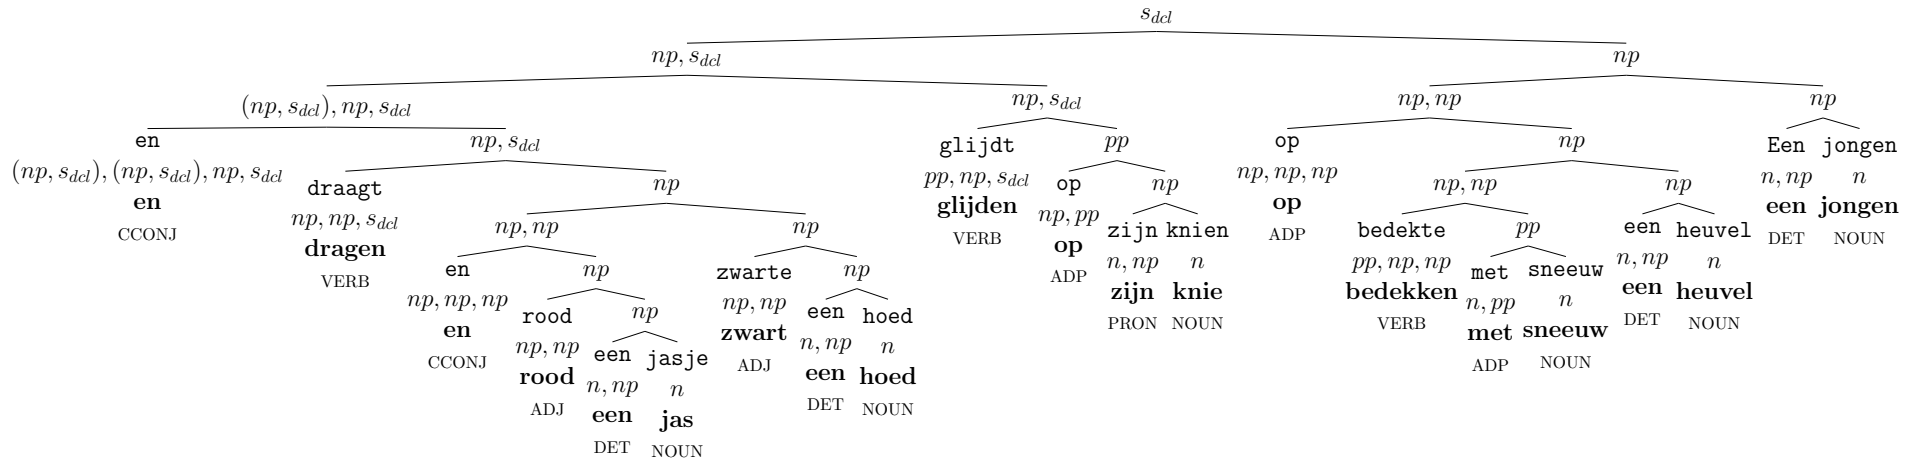 s_dcl
np, s_dcl np
(np, s_dcl), np, s_dcl np, s_dcl np, np np
en np, s_dcl glijdt pp op np Een jongen
(np, s_dcl), (np, s_dcl), np, s_dcl draagt np pp, np, s_dcl op np np, np, np np, np np n, np n
en np, np, s_dcl np, np np glijden np, pp zijn knien op bedekte pp een heuvel een jongen
CCONJ dragen en np zwarte np VERB op n, np n ADP pp, np, np met sneeuw n, np n DET NOUN
VERB np, np, np rood np np, np een hoed ADP zijn knie bedekken n, pp n een heuvel
en np, np een jasje zwart n, np n PRON NOUN VERB met sneeuw DET NOUN
CCONJ rood n, np n ADJ een hoed ADP NOUN
ADJ een jas DET NOUN
DET NOUN